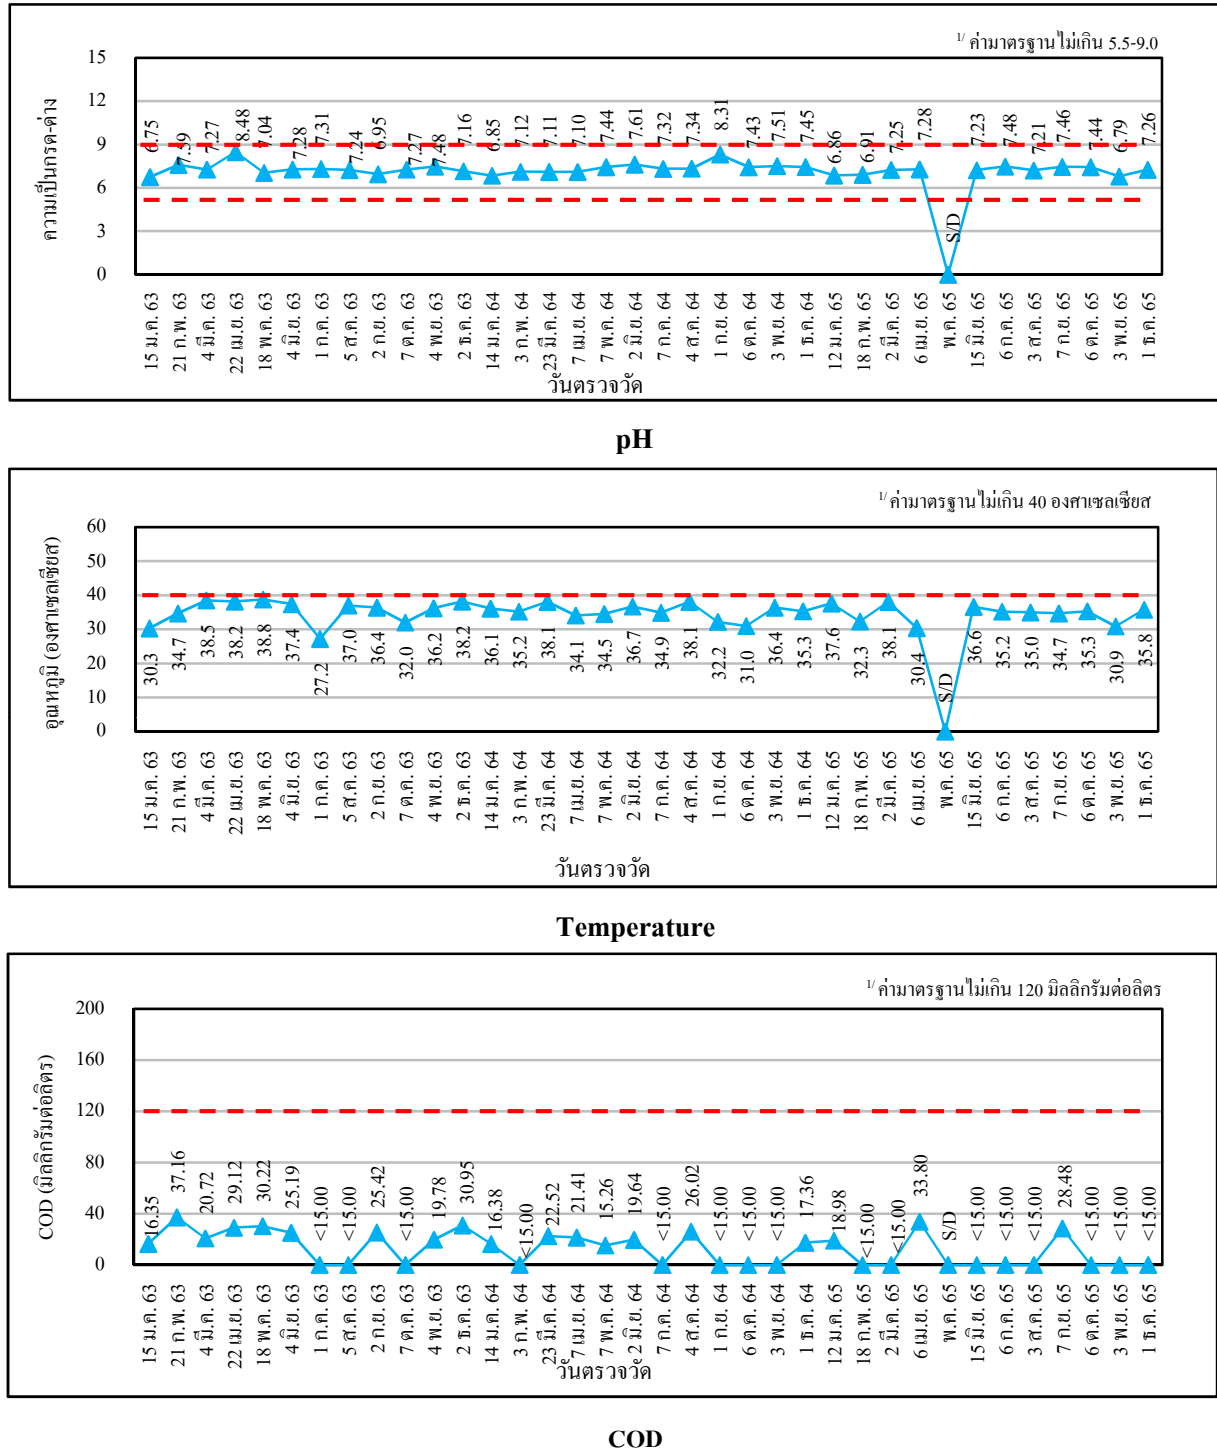 1/ ค่ามาตรฐานไม่เกิน 5.5-9.0
ความเป็นกรด-ด่าง
15
12
9
6
3
0
6.75 7.59 7.27 8.48 7.04 7.28 7.31 7.24 6.95 7.27 7.48 7.16 6.85 7.12 7.11 7.10 7.44 7.61 7.32 7.34 8.31 7.43 7.51 7.45 6.86 6.91 7.25 7.28 S/D 7.23 7.48 7.21 7.46 7.44 6.79 7.26
15 ม.ค. 63
21 ก.พ. 63
4 มี.ค. 63
22 เม.ย. 63
18 พ.ค. 63
4 มิ.ย. 63
1 ก.ค. 63
5 ส.ค. 63
2 ก.ย. 63
7 ต.ค. 63
4 พ.ย. 63
2 ธ.ค. 63
14 ม.ค. 64
3 ก.พ. 64
23 มี.ค. 64
7 เม.ย. 64
7 พ.ค. 64
2 มิ.ย. 64
7 ก.ค. 64
4 ส.ค. 64
1 ก.ย. 64
6 ต.ค. 64
3 พ.ย. 64
1 ธ.ค. 64
12 ม.ค. 65
18 ก.พ. 65
2 มี.ค. 65
6 เม.ย. 65
พ.ค. 65
15 มิ.ย. 65
6 ก.ค. 65
3 ส.ค. 65
7 ก.ย. 65
6 ต.ค. 65
3 พ.ย. 65
1 ธ.ค. 65
วันตรวจวัด
pH
1/ ค่ามาตรฐานไม่เกิน 40 องศาเซลเซียส
อุณหภูมิ (องศาเซลเซียส)
60
50
40
30
20
10
0
30.3 34.7 38.5 38.2 38.8 37.4 27.2 37.0 36.4 32.0 36.2 38.2 36.1 35.2 38.1 34.1 34.5 36.7 34.9 38.1 32.2 31.0 36.4 35.3 37.6 32.3 38.1 30.4 S/D 36.6 35.2 35.0 34.7 35.3 30.9 35.8
15 ม.ค. 63
21 ก.พ. 63
4 มี.ค. 63
22 เม.ย. 63
18 พ.ค. 63
4 มิ.ย. 63
1 ก.ค. 63
5 ส.ค. 63
2 ก.ย. 63
7 ต.ค. 63
4 พ.ย. 63
2 ธ.ค. 63
14 ม.ค. 64
3 ก.พ. 64
23 มี.ค. 64
7 เม.ย. 64
7 พ.ค. 64
2 มิ.ย. 64
7 ก.ค. 64
4 ส.ค. 64
1 ก.ย. 64
6 ต.ค. 64
3 พ.ย. 64
1 ธ.ค. 64
12 ม.ค. 65
18 ก.พ. 65
2 มี.ค. 65
6 เม.ย. 65
พ.ค. 65
15 มิ.ย. 65
6 ก.ค. 65
3 ส.ค. 65
7 ก.ย. 65
6 ต.ค. 65
3 พ.ย. 65
1 ธ.ค. 65
วันตรวจวัด
Temperature
1/ ค่ามาตรฐานไม่เกิน 120 มิลลิกรัมต่อลิตร
COD (มิลลิกรัมต่อลิตร)
200
160
120
80
40
0
16.35 37.16 20.72 29.12 30.22 25.19 <15.00 <15.00 25.42 <15.00 19.78 30.95 16.38 <15.00 22.52 21.41 15.26 19.64 <15.00 26.02 <15.00 <15.00 <15.00 17.36 18.98 <15.00 <15.00 33.80 S/D <15.00 <15.00 <15.00 28.48 <15.00 <15.00 <15.00
15 ม.ค. 63
21 ก.พ. 63
4 มี.ค. 63
22 เม.ย. 63
18 พ.ค. 63
4 มิ.ย. 63
1 ก.ค. 63
5 ส.ค. 63
2 ก.ย. 63
7 ต.ค. 63
4 พ.ย. 63
2 ธ.ค. 63
14 ม.ค. 64
3 ก.พ. 64
23 มี.ค. 64
7 เม.ย. 64
7 พ.ค. 64
2 มิ.ย. 64
7 ก.ค. 64
4 ส.ค. 64
1 ก.ย. 64
6 ต.ค. 64
3 พ.ย. 64
1 ธ.ค. 64
12 ม.ค. 65
18 ก.พ. 65
2 มี.ค. 65
6 เม.ย. 65
พ.ค. 65
15 มิ.ย. 65
6 ก.ค. 65
3 ส.ค. 65
7 ก.ย. 65
6 ต.ค. 65
3 พ.ย. 65
1 ธ.ค. 65
วันตรวจวัด
COD